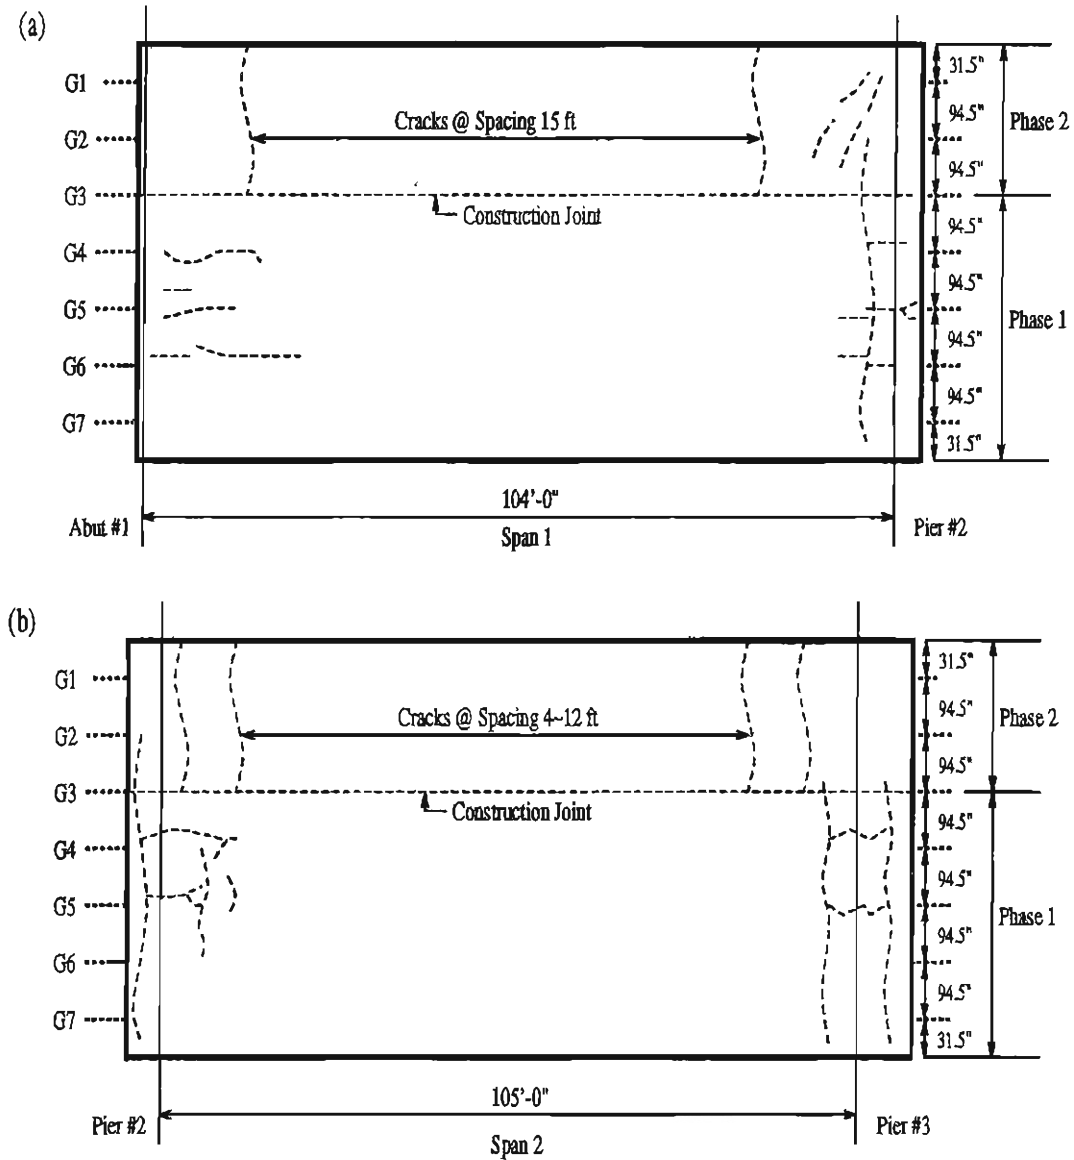 (a)
G1
G2
G3
G4
G5
G6
G7
Cracks @ Spacing 15 ft
Construction Joint
31.5"
94.5"
94.5"
94.5"
94.5"
94.5"
94.5"
31.5"
Phase 2
Phase 1
104'-0"
Abut #1
Span 1
Pier #2
(b)
G1
G2
G3
G4
G5
G6
G7
Cracks @ Spacing 4~12 ft
Construction Joint
31.5"
94.5"
94.5"
94.5"
94.5"
94.5"
94.5"
31.5"
Phase 2
Phase 1
105'-0"
Pier #2
Span 2
Pier #3